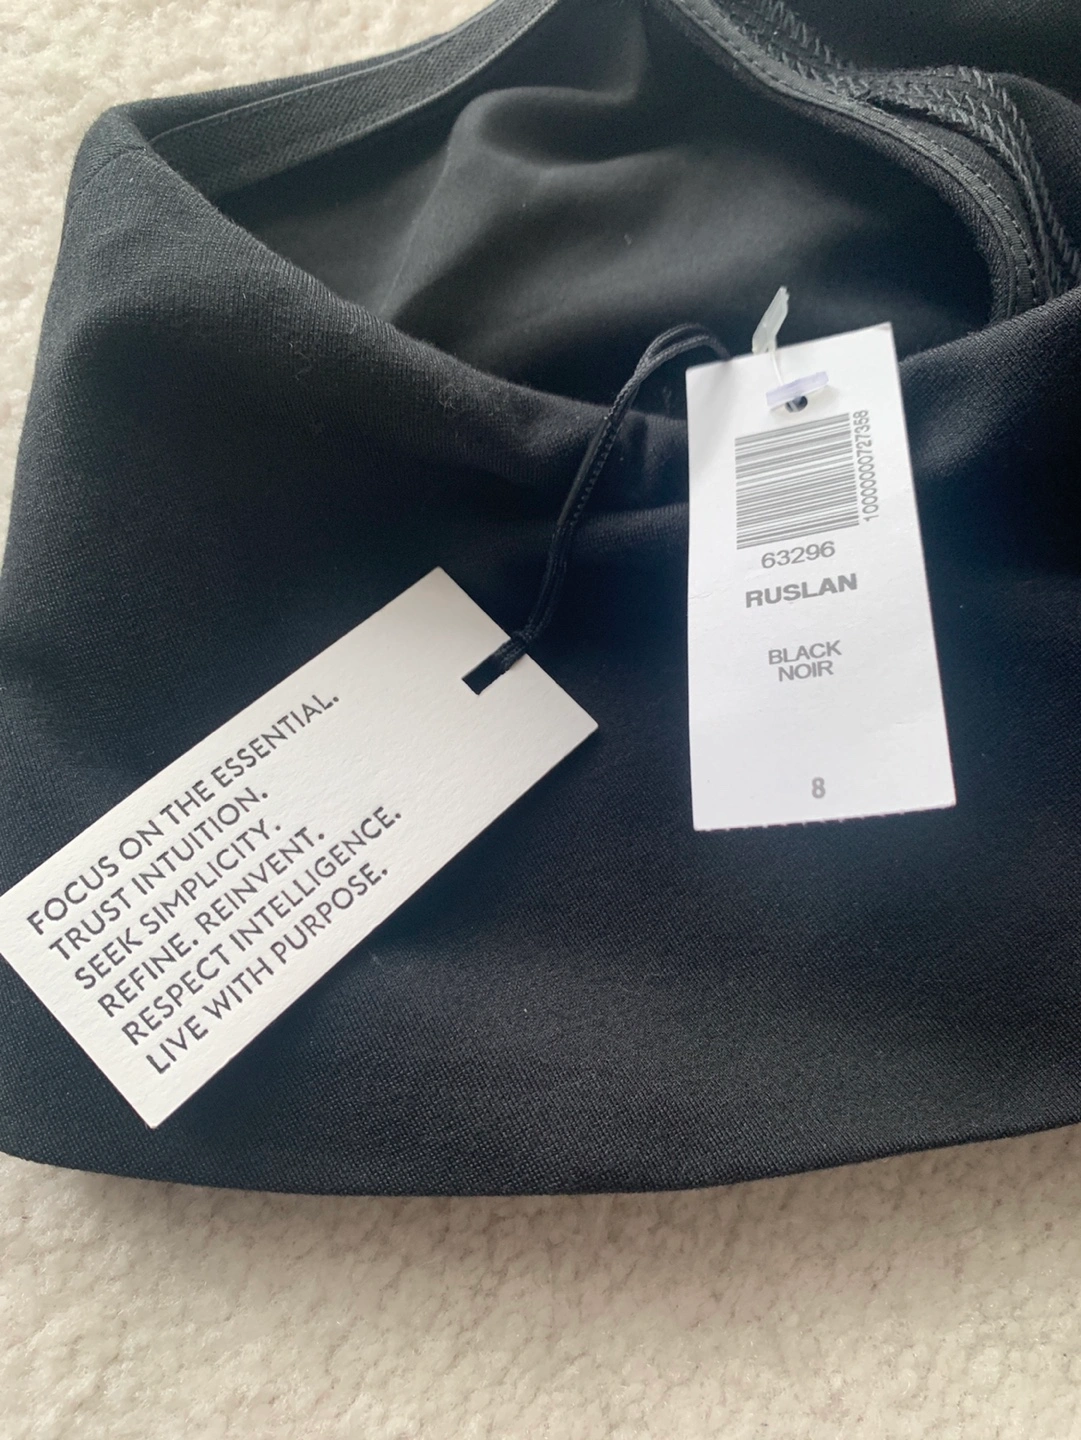 FOCUS ON THE ESSENTIAL.
TRUST INTUITION.
SEEK SIMPLICITY.
REFINE. REINVENT.
RESPECT INTELLIGENCE.
LIVE WITH PURPOSE.
1000000727358
63296
RUSLAN
BLACK
NOIR
8